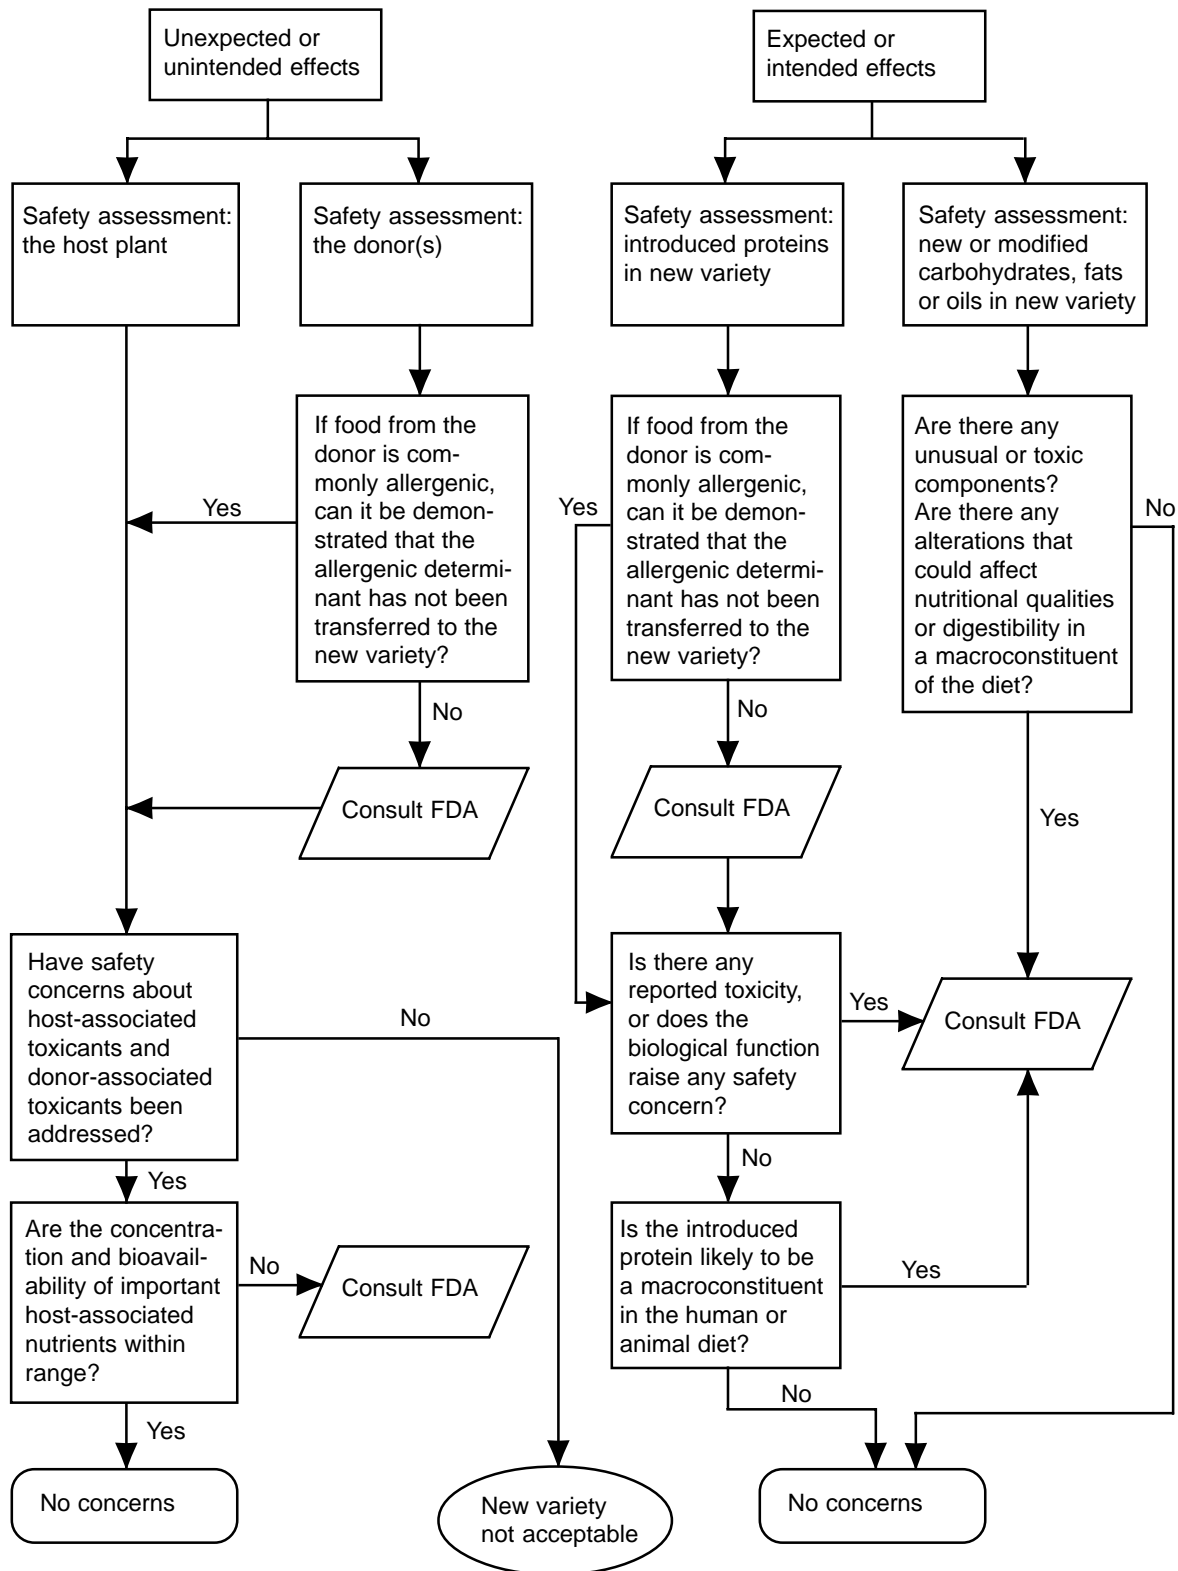 Unexpected or
unintended effects
Expected or
intended effects
Safety assessment:
the host plant
Safety assessment:
the donor(s)
Safety assessment:
introduced proteins
in new variety
Safety assessment:
new or modified
carbohydrates, fats
or oils in new variety
If food from the
donor is com-
monly allergenic,
can it be demon-
strated that the
allergenic determi-
nant has not been
transferred to the
new variety?
Yes
No
Consult FDA
If food from the
donor is com-
monly allergenic,
can it be demon-
strated that the
allergenic determi-
nant has not been
transferred to the
new variety?
Yes
No
Consult FDA
Are there any
unusual or toxic
components?
Are there any
alterations that
could affect
nutritional qualities
or digestibility in
a macroconstituent
of the diet?
No
Yes
Have safety
concerns about
host-associated
toxicants and
donor-associated
toxicants been
addressed?
No
Yes
Is there any
reported toxicity,
or does the
biological function
raise any safety
concern?
Yes
Consult FDA
No
Are the concentra-
tion and bioavail-
ability of important
host-associated
nutrients within
range?
No
Consult FDA
Yes
Is the introduced
protein likely to be
a macroconstituent
in the human or
animal diet?
Yes
No
No concerns
New variety
not acceptable
No concerns